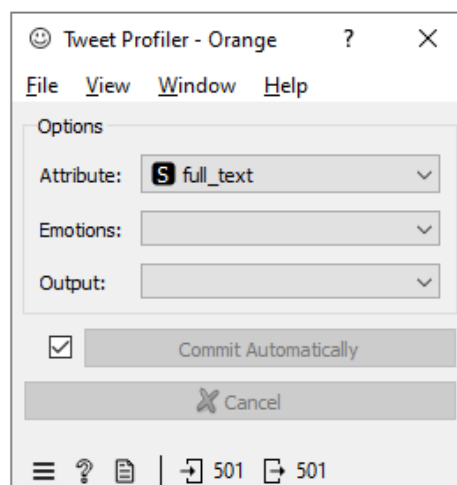 Tweet Profiler - Orange ?
File View Window Help
Options
Attribute: S full_text
Emotions:
Output:
Commit Automatically
Cancel
? 501 501